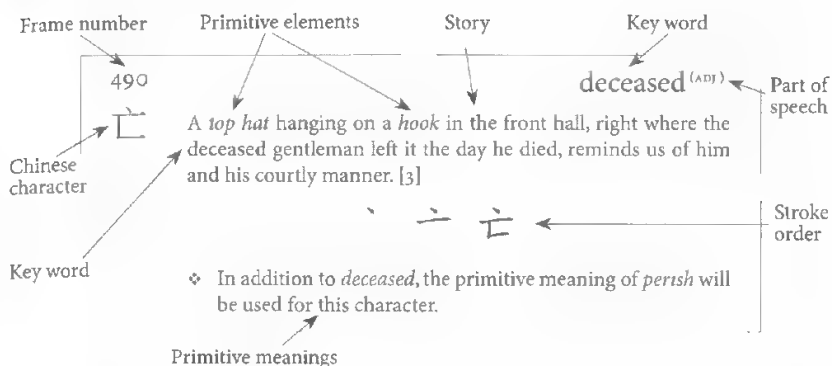 Frame number Primitive elements Story Key word
490 deceased (ADJ) Part of speech
亡 A top hat hanging on a hook in the front hall, right where the
deceased gentleman left it the day he died, reminds us of him
and his courtly manner. [3]
Chinese character
丶 亠 亡 Stroke order
Key word
❖ In addition to deceased, the primitive meaning of perish will
be used for this character.
Primitive meanings